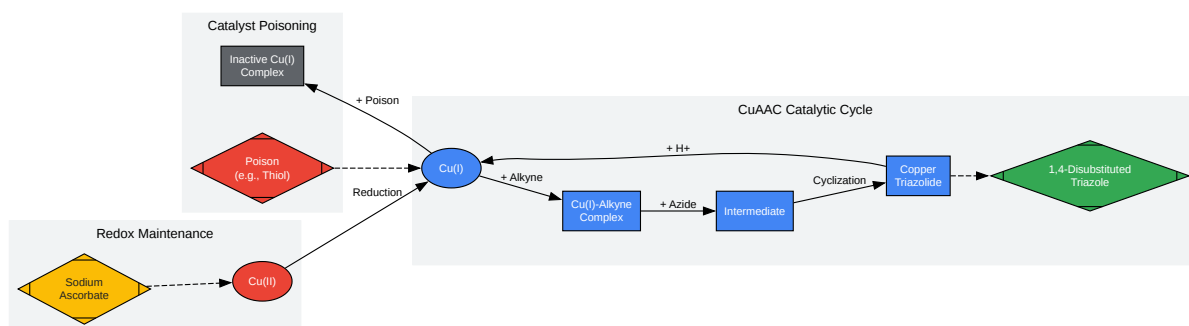 Catalyst Poisoning
Inactive Cu(I)
Complex
+ Poison
Poison
(e.g., Thiol)
Redox Maintenance
Sodium
Ascorbate
Cu(II)
Reduction
CuAAC Catalytic Cycle
Cu(I)
+ H+
+ Alkyne
Cu(I)-Alkyne
Complex
+ Azide
Intermediate
Cyclization
Copper
Triazolide
1,4-Disubstituted
Triazole